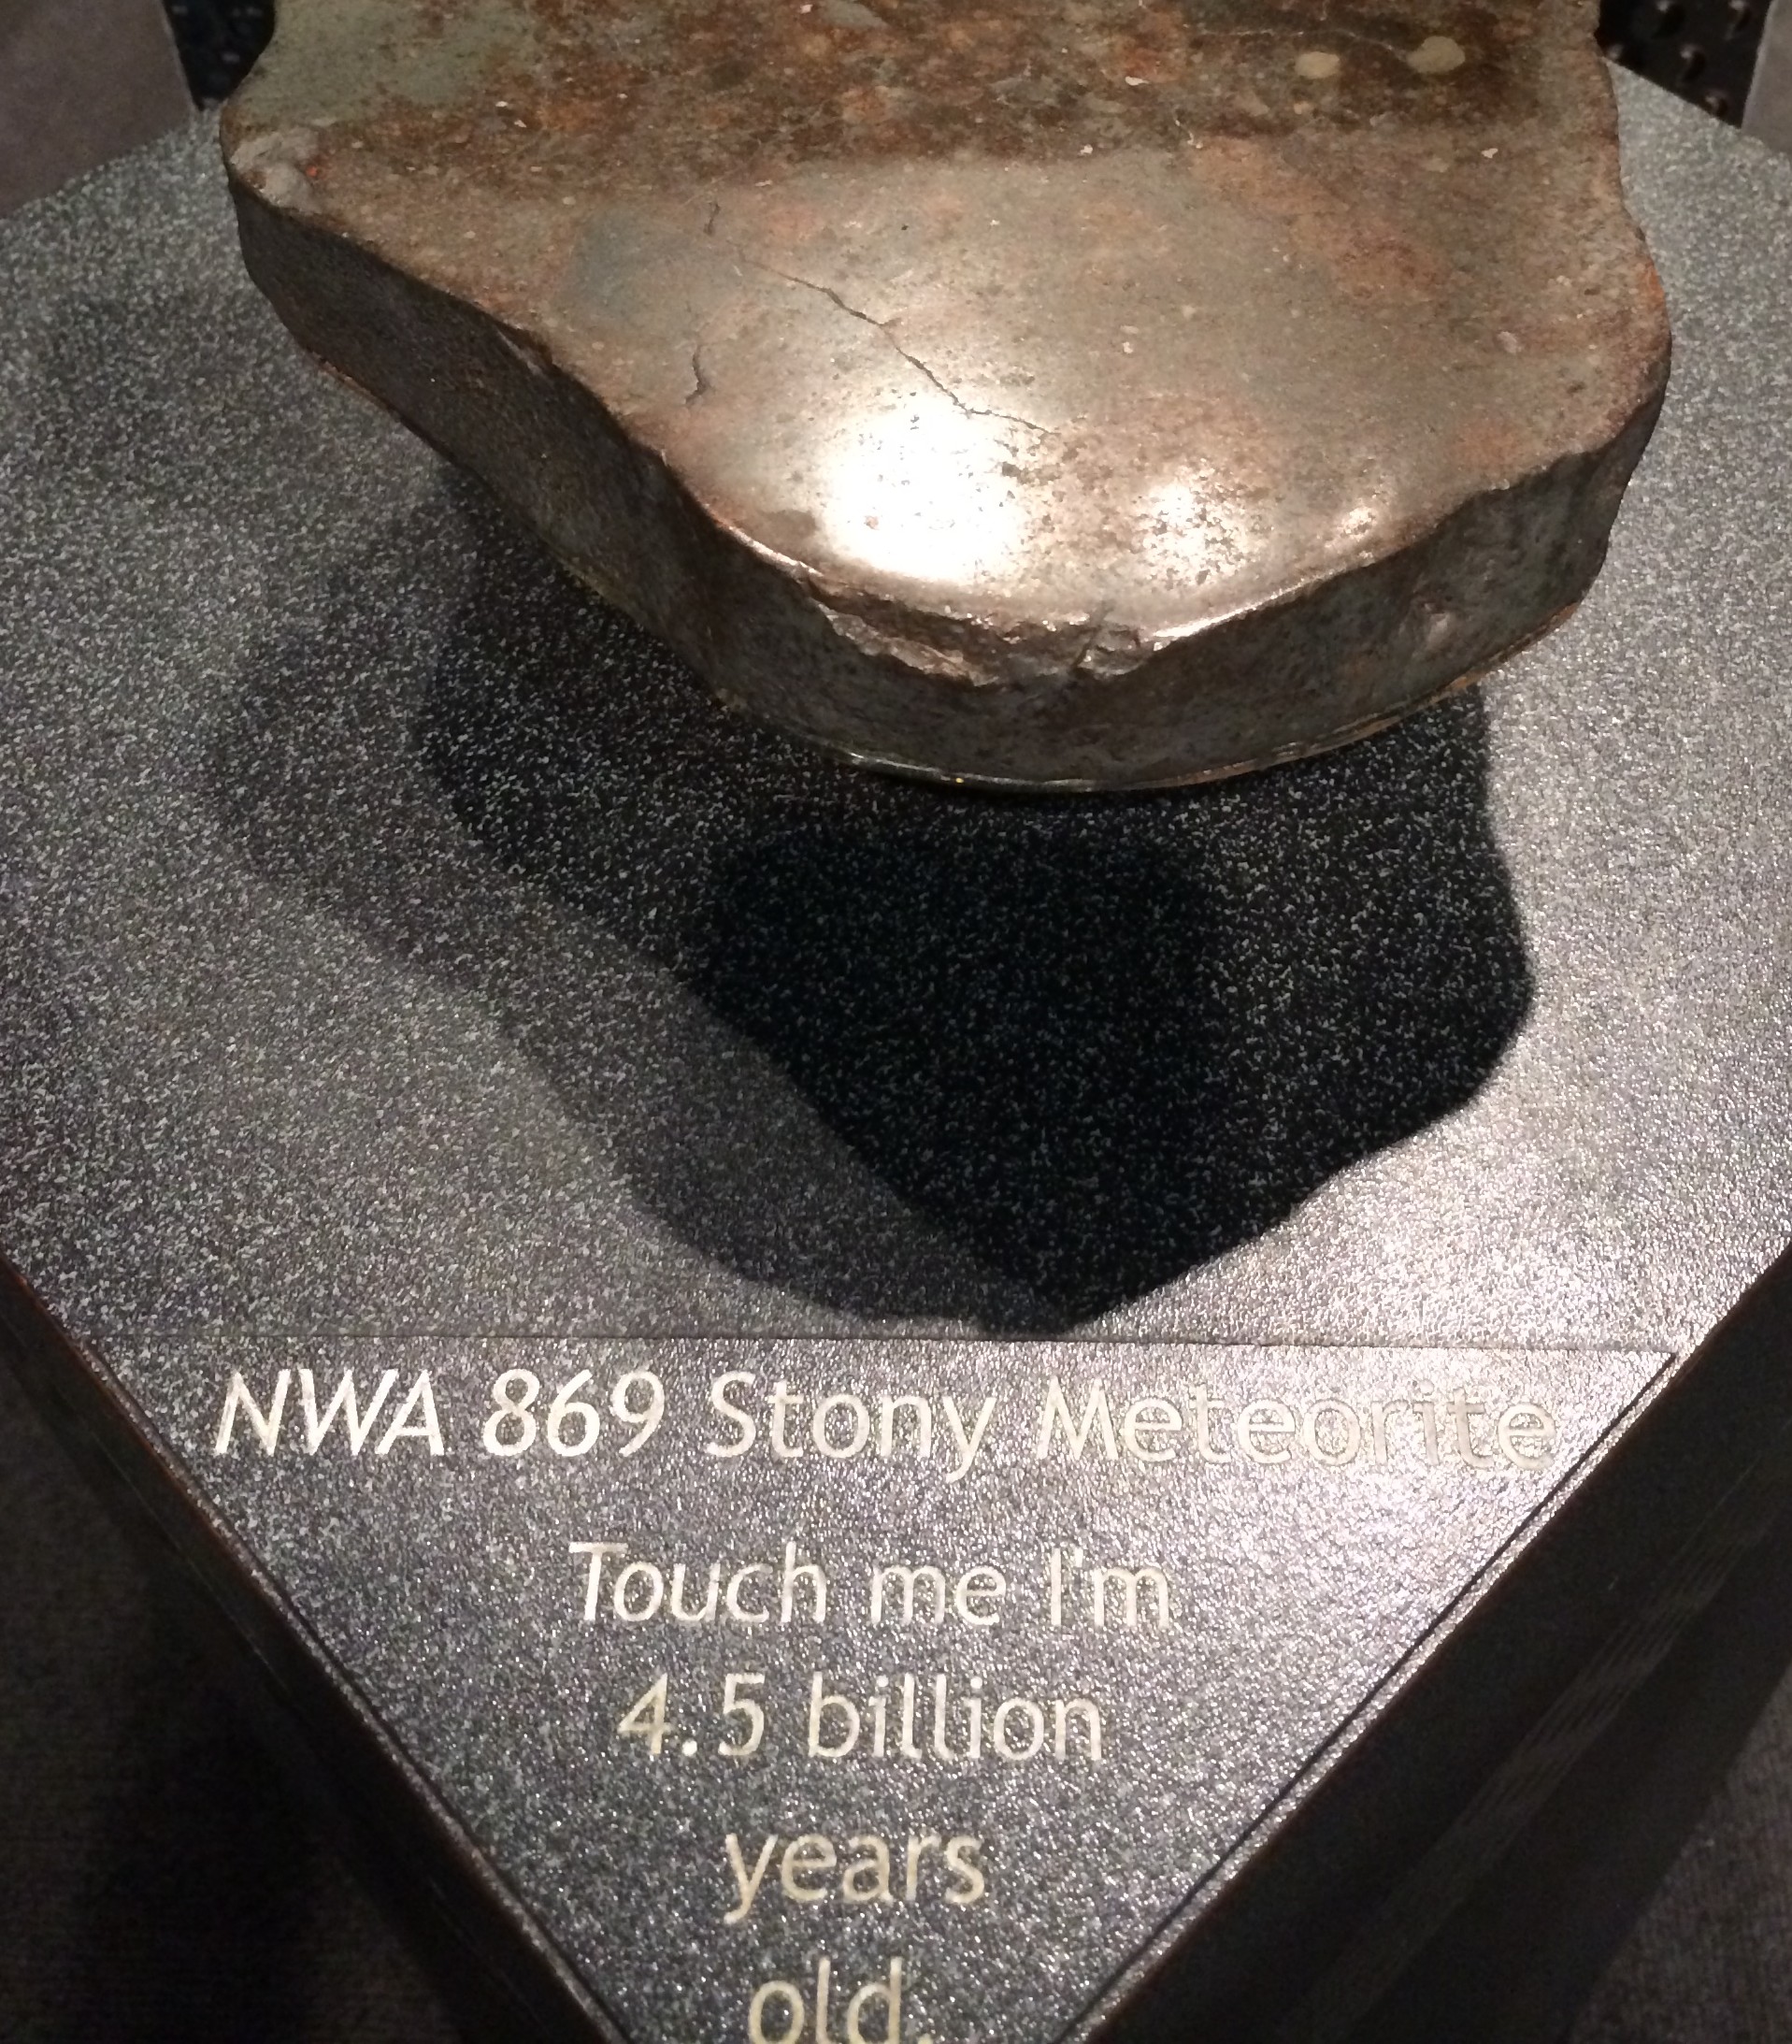 NWA 869 Stony Meteorite
Touch me I'm
4.5 billion
years
old.